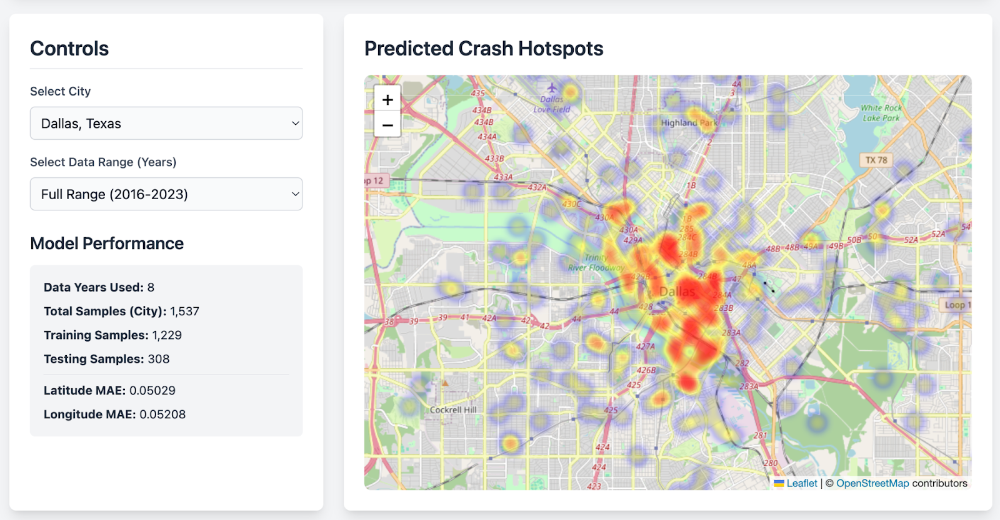 Controls
Select City
Dallas, Texas
Select Data Range (Years)
Full Range (2016-2023)
Model Performance
Data Years Used: 8
Total Samples (City): 1,537
Training Samples: 1,229
Testing Samples: 308
Latitude MAE: 0.05029
Longitude MAE: 0.05208
Predicted Crash Hotspots
+
−
4A
3
435
Dallas
Love Field
434B
434B
434A
Highland Park
White Rock
Lake Park
2
433B
TX 78
433A
op 12
432A
1B
430C
430A
1B
285
430A
429A
284C
284B
Trinity
River Floodway
429B
284B
47
48A
48B
48B
49A
49B
50B
50
52A
52A
54
Dallas
284A
428
283B
Loop 1
38
39
39
41
42A
42
42
44
44
283A
427A
282
426B
425
283A
Cockrell Hill
425
281
424
424
280
423
Leaflet | © OpenStreetMap contributors